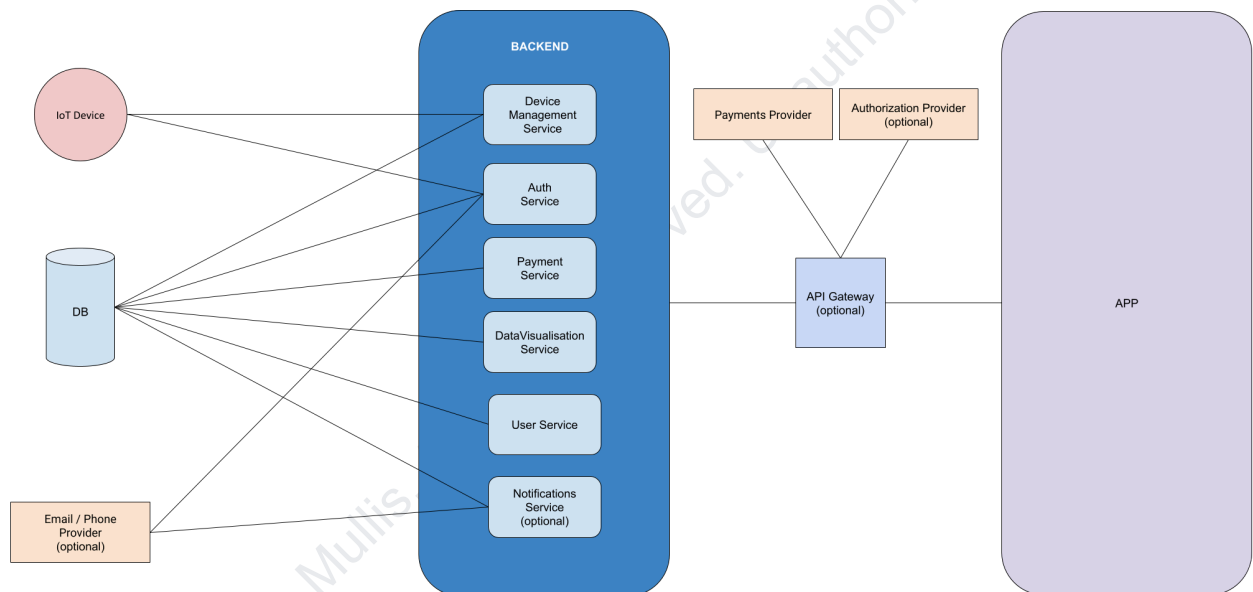 BACKEND
IoT Device
Device
Management
Service
Payments Provider
Authorization Provider
(optional)
Auth
Service
DB
Payment
Service
API Gateway
(optional)
APP
DataVisualisation
Service
User Service
Email / Phone
Provider
(optional)
Notifications
Service
(optional)
Mullis.